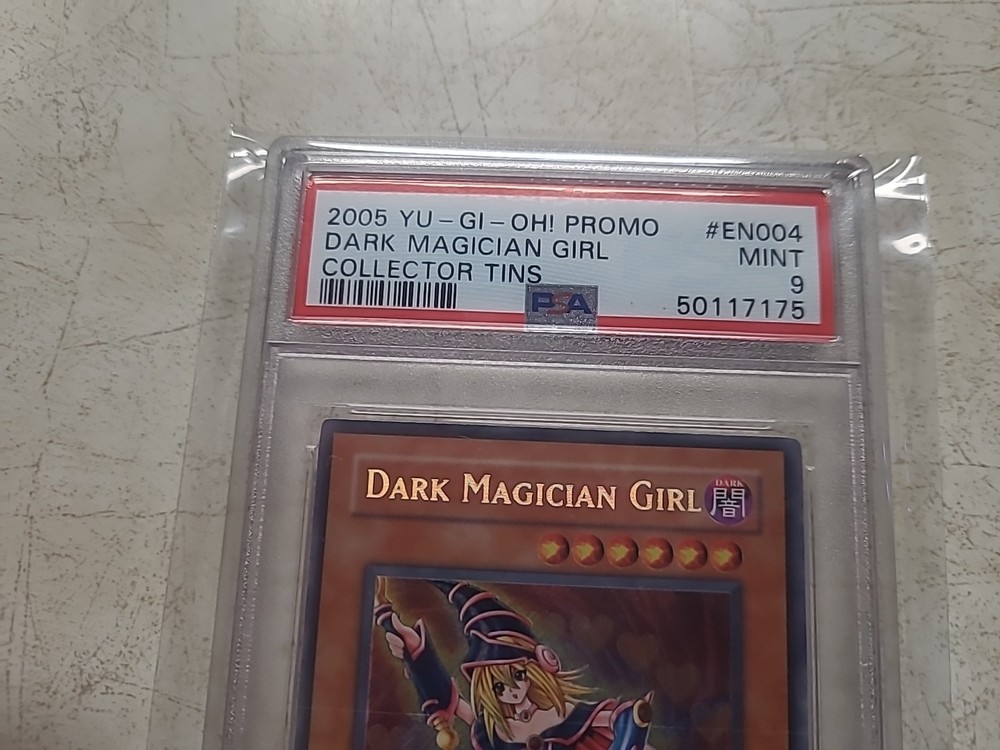 2005 YU-GI-OH! PROMO #EN004
DARK MAGICIAN GIRL MINT
COLLECTOR TINS 9
PSA 50117175
DARK MAGICIAN GIRL
DARK
闇